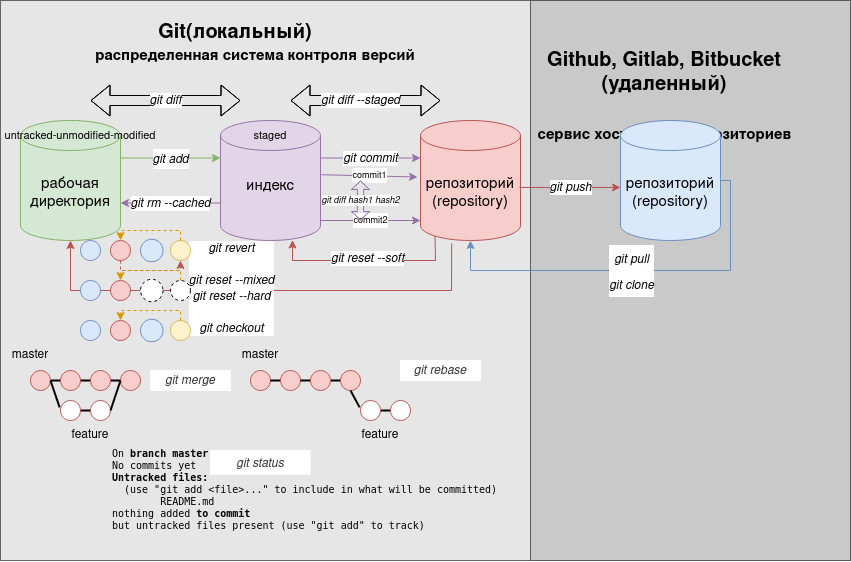 Git(локальный)
распределенная система контроля версий
Github, Gitlab, Bitbucket
(удаленный)
git diff
git diff --staged
untracked-unmodified-modified
staged
сервис
git add
git commit
commit1
рабочая
директория
индекс
репозиторий
(repository)
git push
репозиторий
(repository)
git rm --cached
git diff hash1 hash2
commit2
git revert
git reset --soft
git pull
git reset --mixed
git reset --hard
git clone
git checkout
master
master
git merge
git rebase
feature
feature
On branch master
No commits yet
git status
Untracked files:
(use "git add <file>..." to include in what will be committed)
README.md
nothing added to commit
but untracked files present (use "git add" to track)